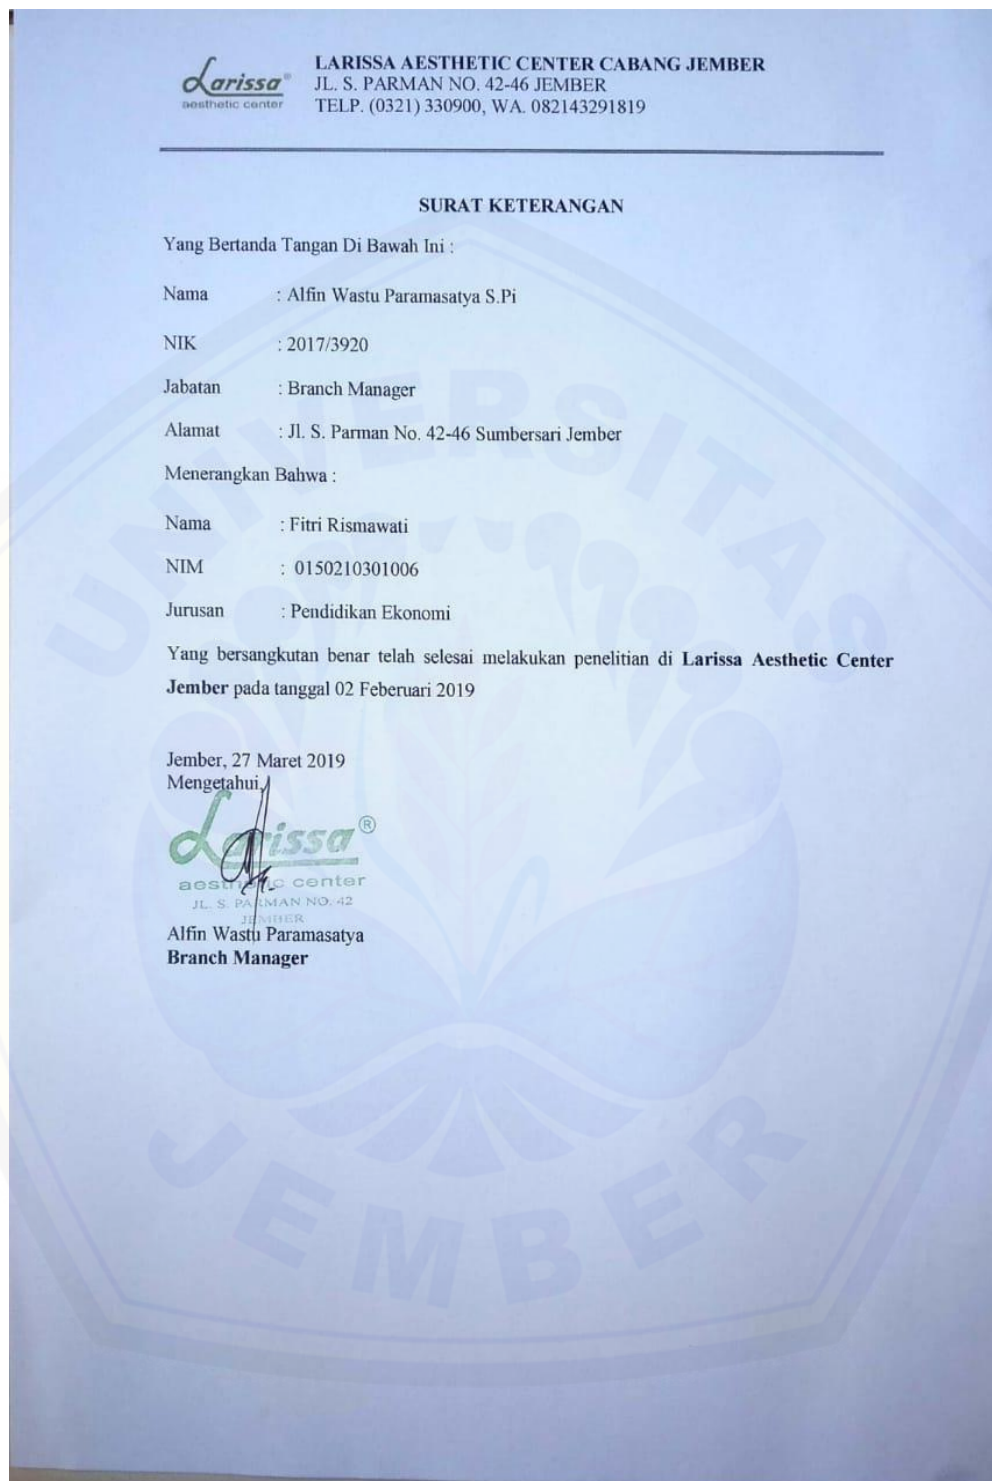 Larissa®
aesthetic center
LARISSA AESTHETIC CENTER CABANG JEMBER
JL. S. PARMAN NO. 42-46 JEMBER
TELP. (0321) 330900, WA. 082143291819
SURAT KETERANGAN
Yang Bertanda Tangan Di Bawah Ini :
Nama : Alfin Wastu Paramasatya S.Pi
NIK : 2017/3920
Jabatan : Branch Manager
Alamat : Jl. S. Parman No. 42-46 Sumbersari Jember
Menerangkan Bahwa :
Nama : Fitri Rismawati
NIM : 0150210301006
Jurusan : Pendidikan Ekonomi
Yang bersangkutan benar telah selesai melakukan penelitian di Larissa Aesthetic Center
Jember pada tanggal 02 Feberuari 2019
Jember, 27 Maret 2019
Mengetahui,
Larissa®
aesthetic center
JL. S. PARMAN NO. 42
JEMBER
Alfin Wastu Paramasatya
Branch Manager
UNIVERSITAS
JEMBER